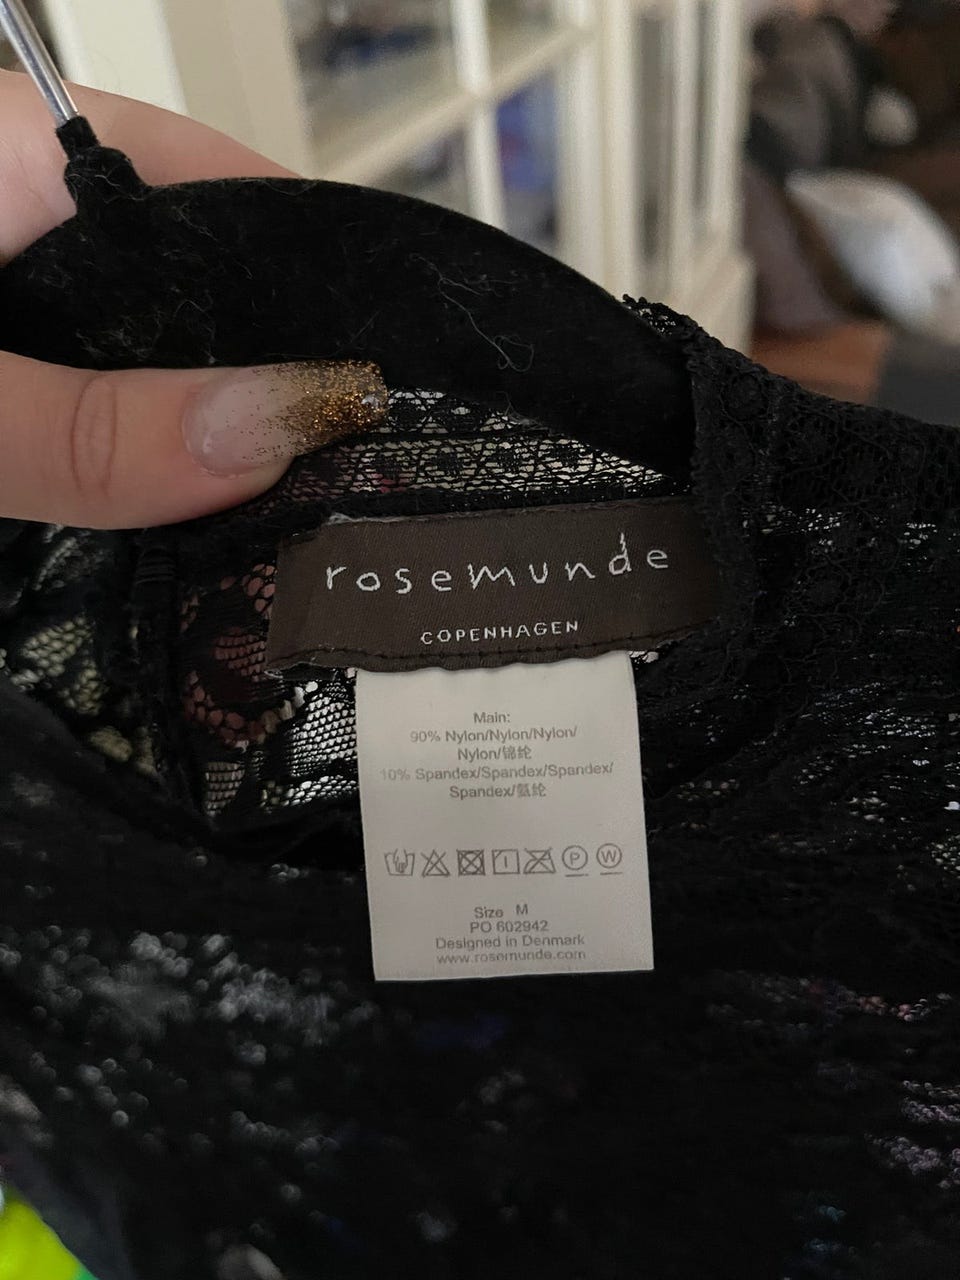 rosemunde
COPENHAGEN
Main:
90% Nylon/Nylon/Nylon/
Nylon/锦纶
10% Spandex/Spandex/Spandex/
Spandex/氨纶
P W
Size M
PO 602942
Designed in Denmark
www.rosemunde.com